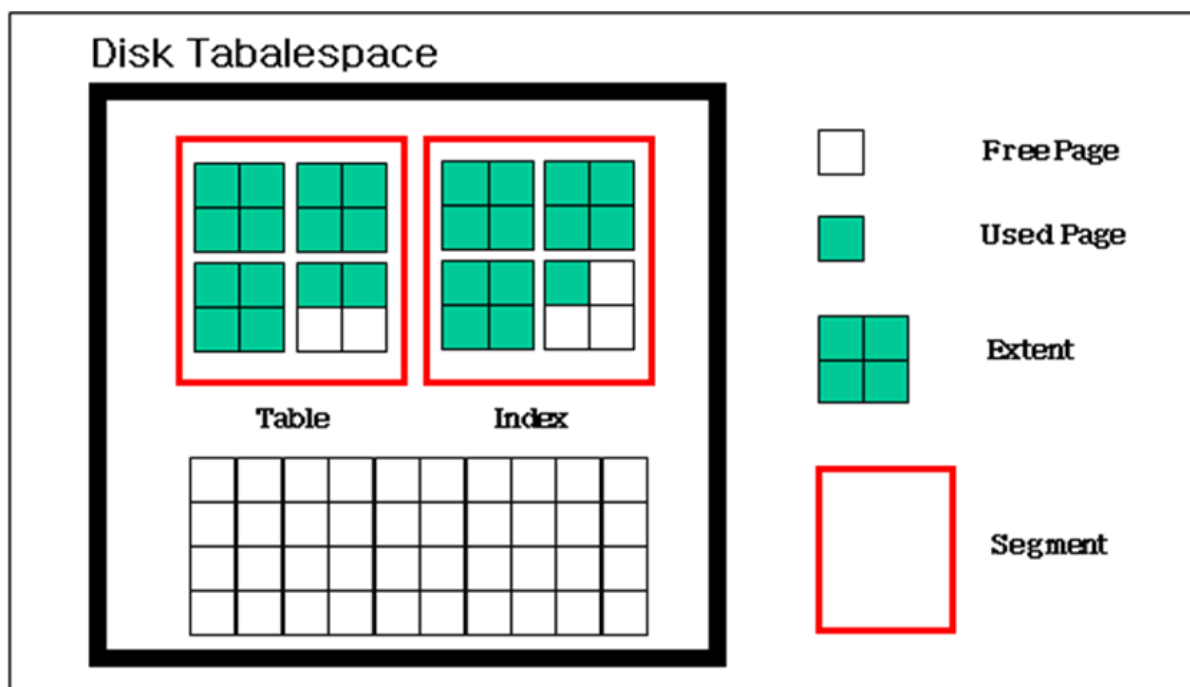 Disk Tabalespace
Free Page
Used Page
Extent
Table
Index
Segment